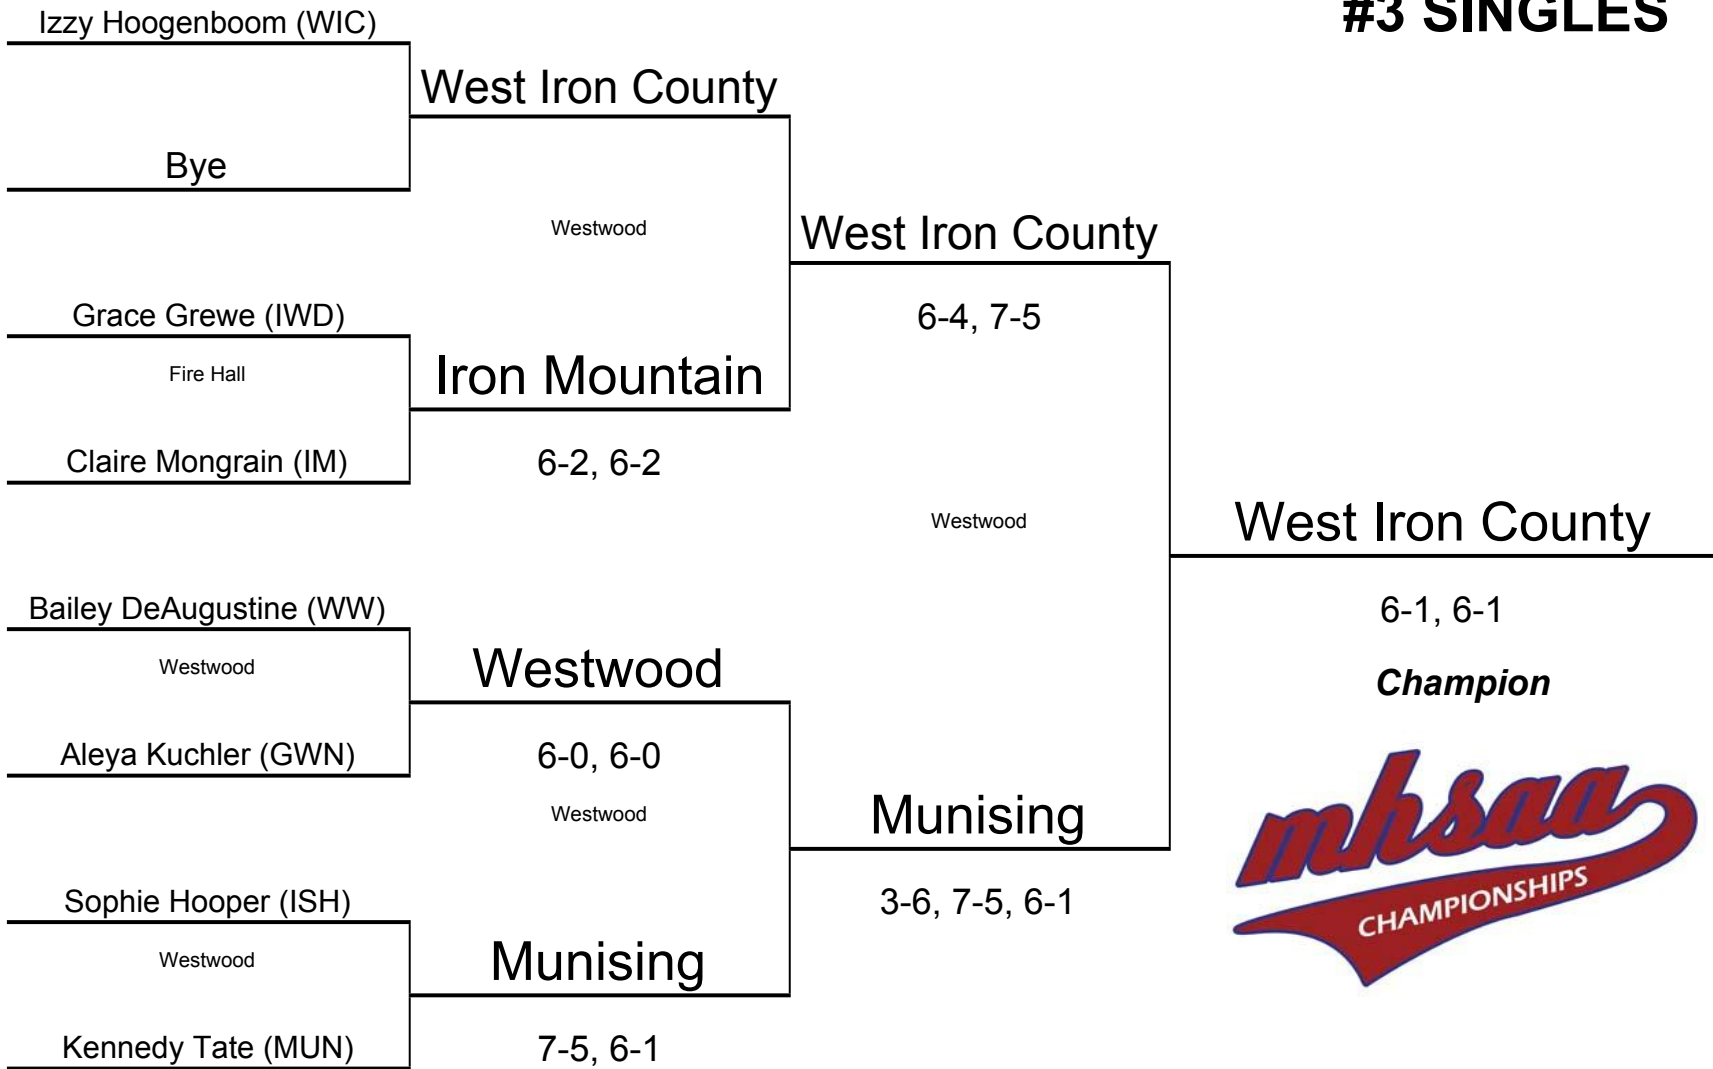 #3 SINGLES
Izzy Hoogenboom (WIC)
West Iron County
Bye
Westwood
West Iron County
Grace Grewe (IWD)
6-4, 7-5
Fire Hall
Iron Mountain
Claire Mongrain (IM)
6-2, 6-2
Westwood
West Iron County
Bailey DeAugustine (WW)
6-1, 6-1
Westwood
Westwood
Champion
Aleya Kuchler (GWN)
6-0, 6-0
Westwood
Munising
mhsaa
CHAMPIONSHIPS
Sophie Hooper (ISH)
3-6, 7-5, 6-1
Westwood
Munising
Kennedy Tate (MUN)
7-5, 6-1